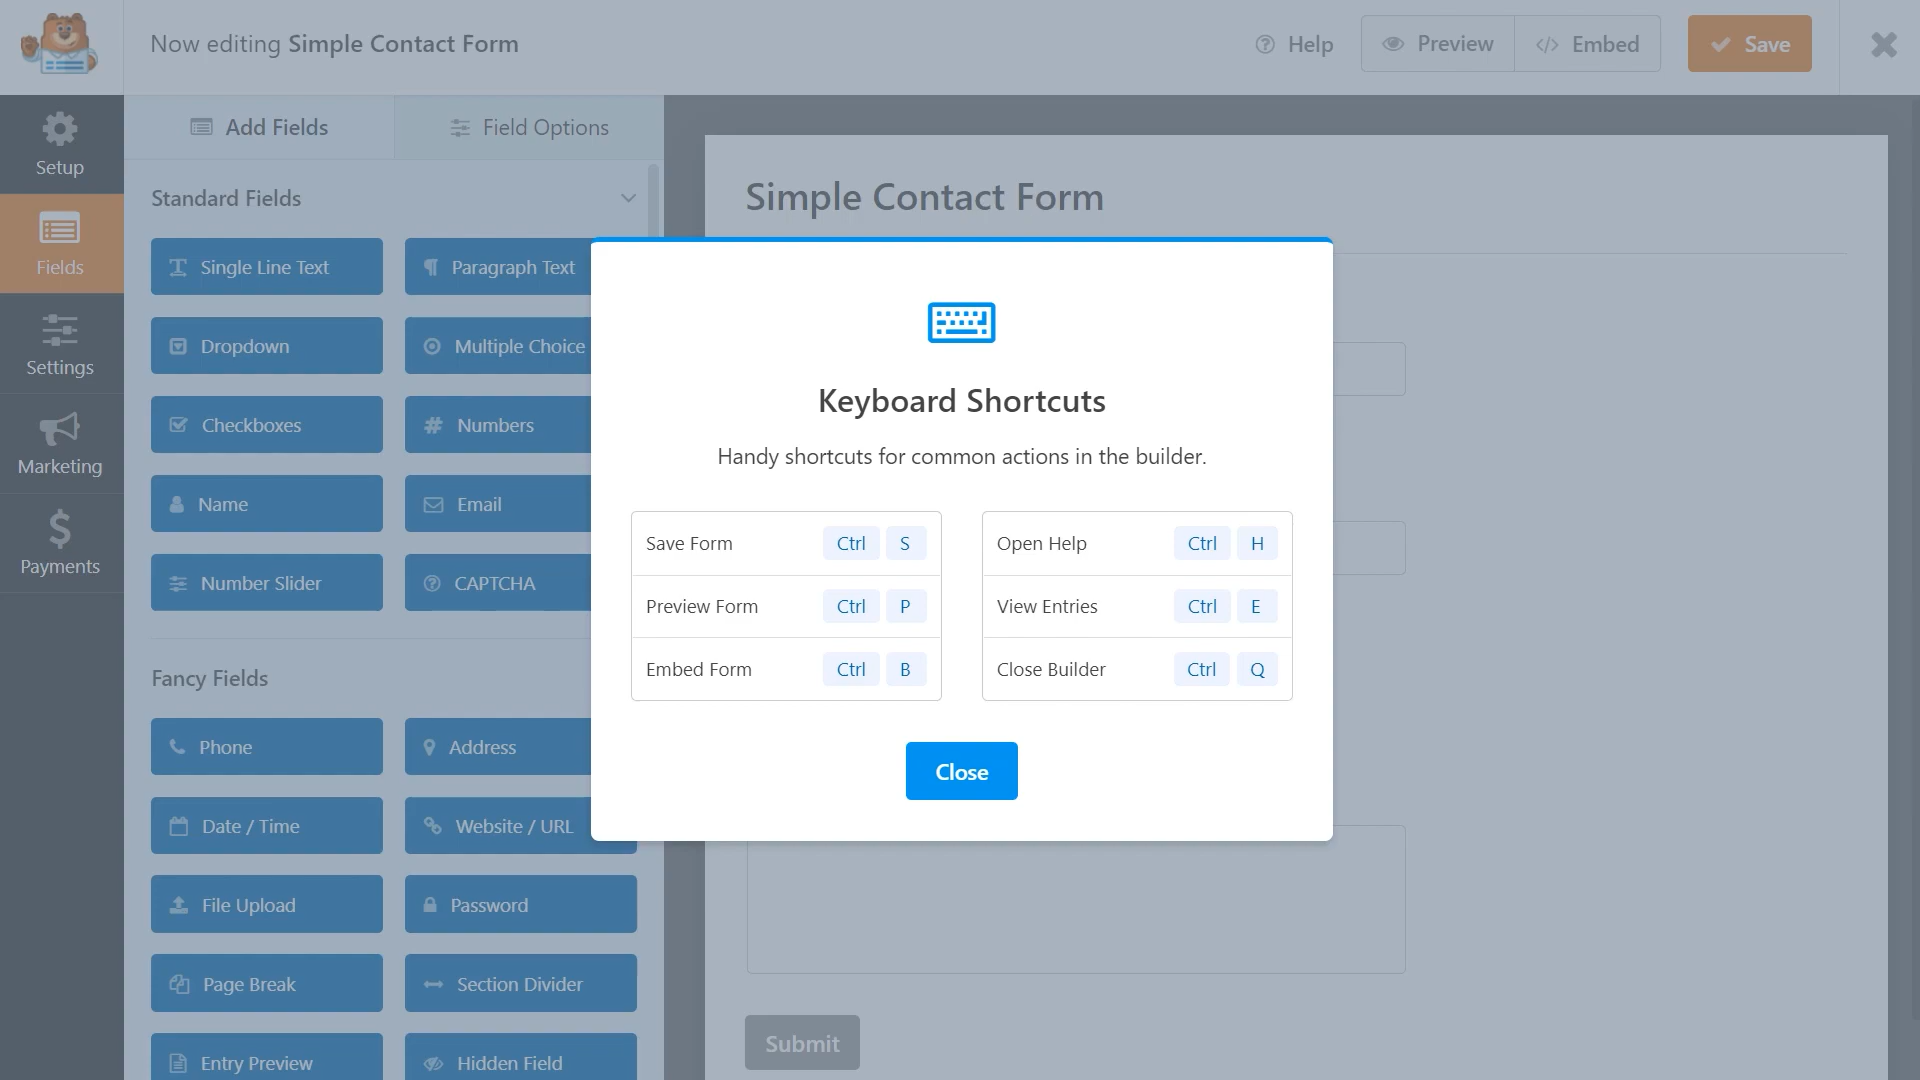 Now editing Simple Contact Form
Help
Preview
Embed
Save
Setup
Fields
Settings
Marketing
Payments
Add Fields
Field Options
Standard Fields
Single Line Text
Paragraph Text
Dropdown
Multiple Choice
Checkboxes
Numbers
Name
Email
Number Slider
CAPTCHA
Fancy Fields
Phone
Address
Date / Time
Website / URL
File Upload
Password
Page Break
Section Divider
Entry Preview
Hidden Field
Simple Contact Form
Keyboard Shortcuts
Handy shortcuts for common actions in the builder.
Save Form Ctrl S
Preview Form Ctrl P
Embed Form Ctrl B
Open Help Ctrl H
View Entries Ctrl E
Close Builder Ctrl Q
Close
Submit